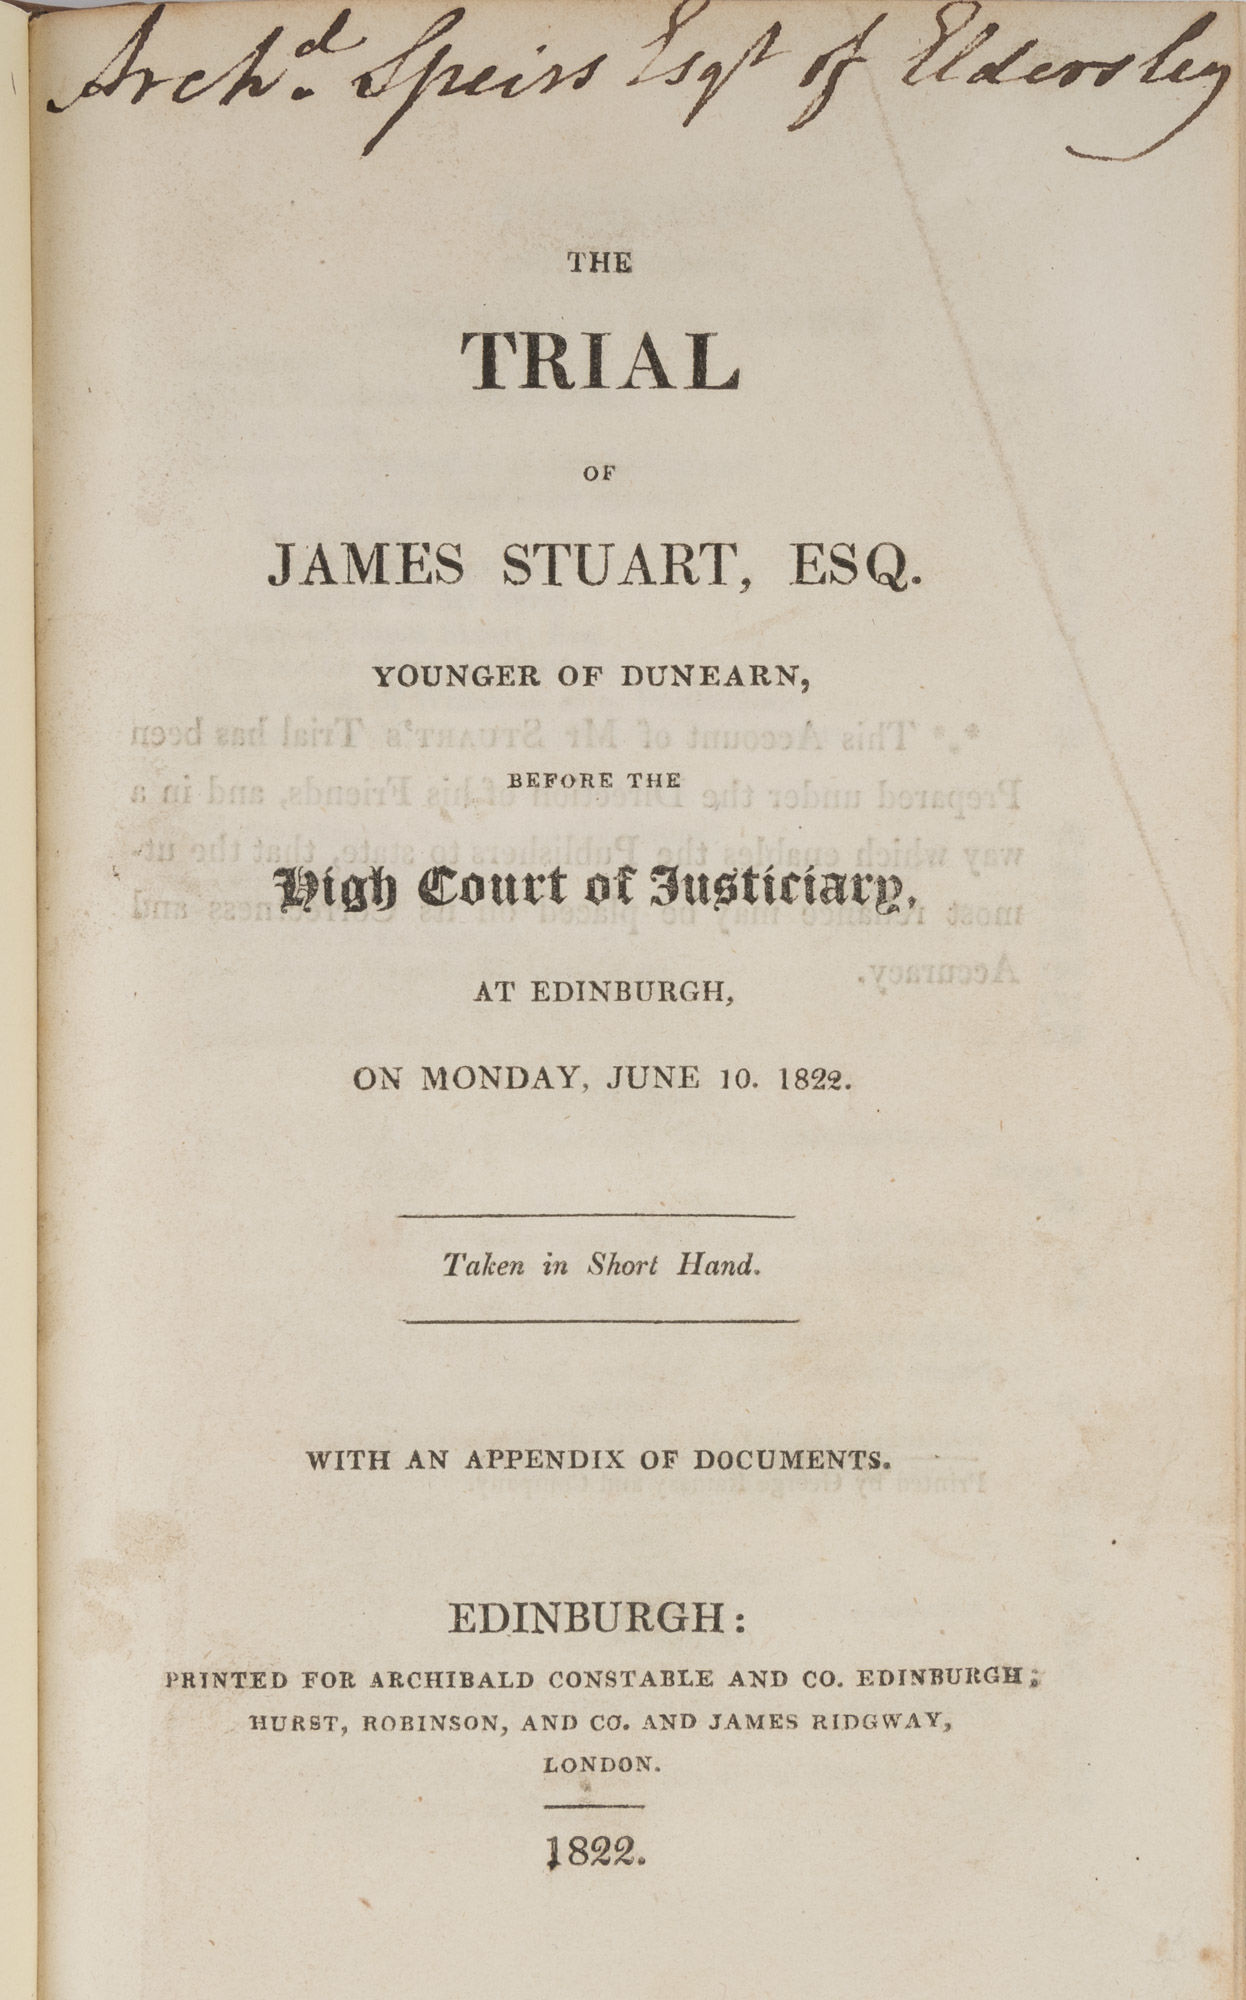 Archd. Speirs Esqr of Eldersley
THE
TRIAL
OF
JAMES STUART, ESQ.
YOUNGER OF DUNEARN,
BEFORE THE
High Court of Justiciary,
AT EDINBURGH,
ON MONDAY, JUNE 10. 1822.
Taken in Short Hand.
WITH AN APPENDIX OF DOCUMENTS.
EDINBURGH:
PRINTED FOR ARCHIBALD CONSTABLE AND CO. EDINBURGH;
HURST, ROBINSON, AND CO. AND JAMES RIDGWAY,
LONDON.
1822.